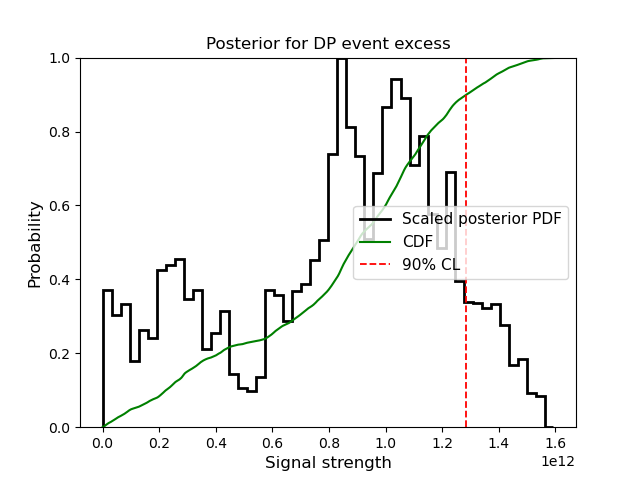 Posterior for DP event excess
1.0
0.8
0.6
0.4
0.2
0.0
Probability
Scaled posterior PDF
CDF
90% CL
0.0 0.2 0.4 0.6 0.8 1.0 1.2 1.4 1.6
1e12
Signal strength